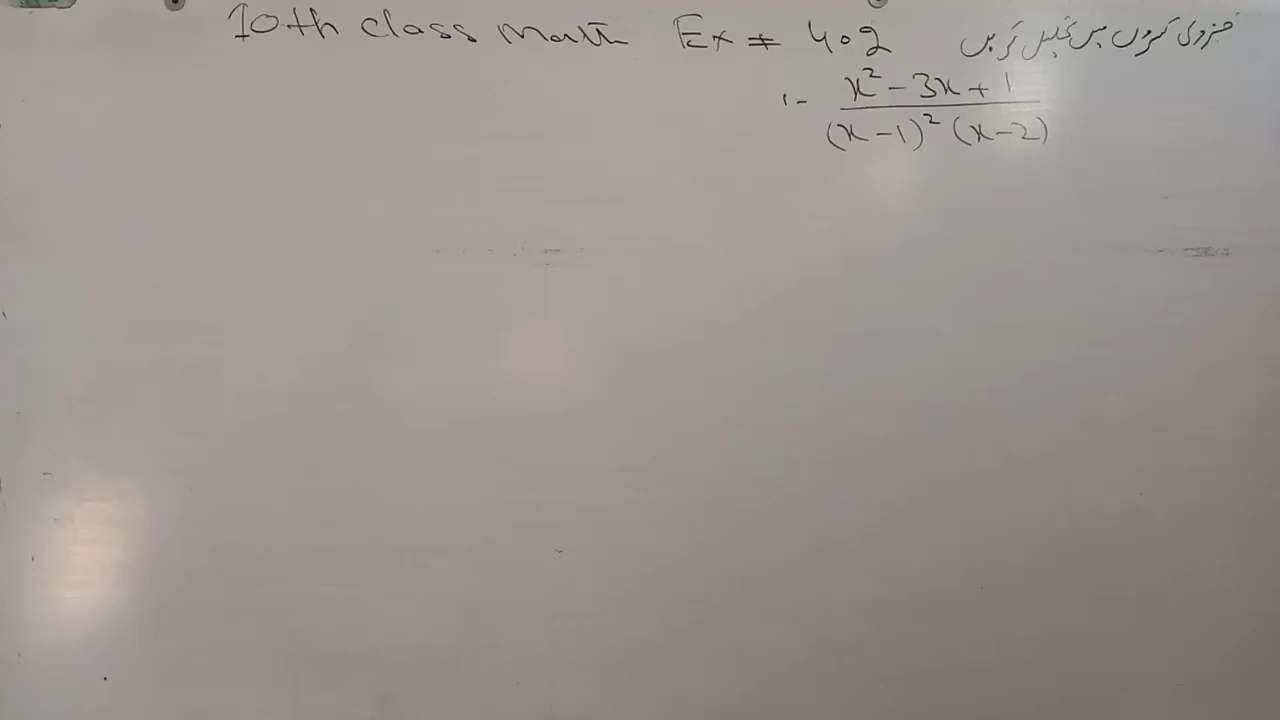 10th class math Ex # 4.2 جزوی کسروں میں تحلیل کریں
1- x² - 3x + 1
(x - 1)² (x - 2)